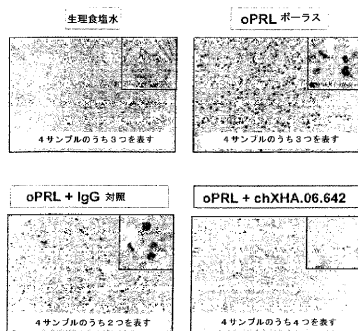 生理食塩水
oPRL ボーラス
4サンプルのうち3つを表す
4サンプルのうち3つを表す
oPRL + IgG 対照
oPRL + chXHA.06.642
4サンプルのうち2つを表す
4サンプルのうち4つを表す